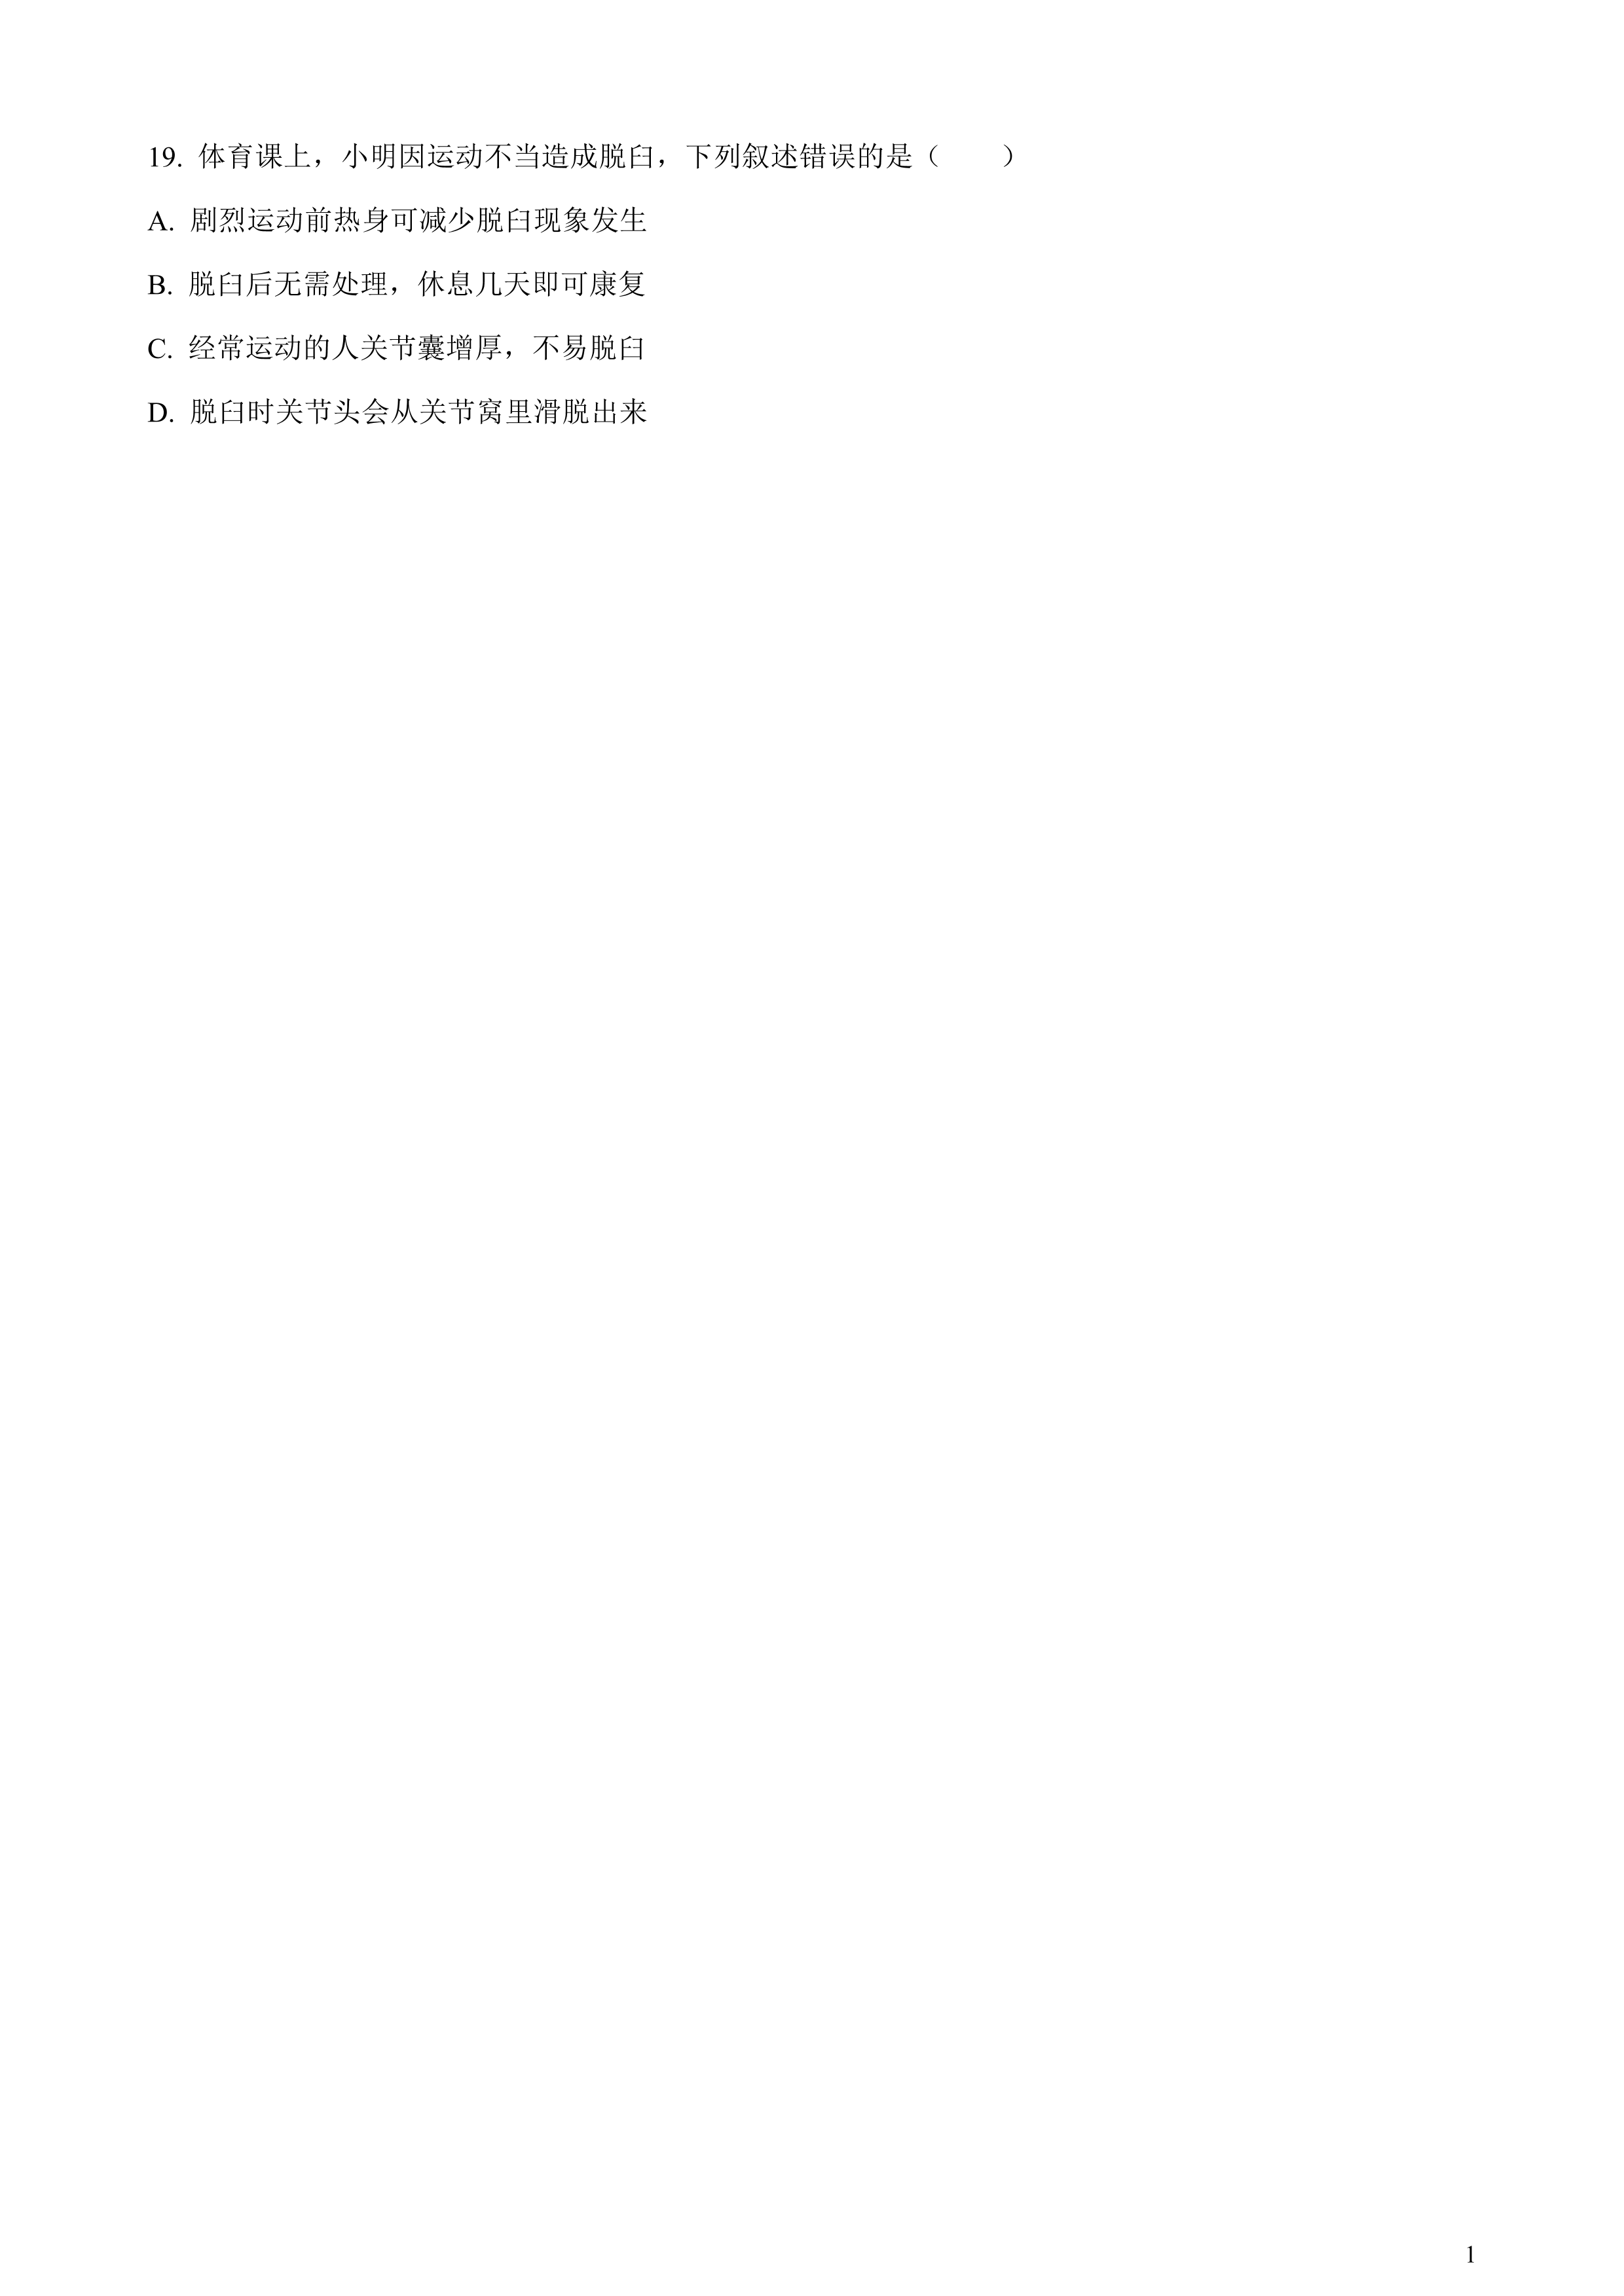 19. 体育课上，小明因运动不当造成脱臼，下列叙述错误的是（　　）
A. 剧烈运动前热身可减少脱臼现象发生
B. 脱臼后无需处理，休息几天即可康复
C. 经常运动的人关节囊增厚，不易脱臼
D. 脱臼时关节头会从关节窝里滑脱出来
1